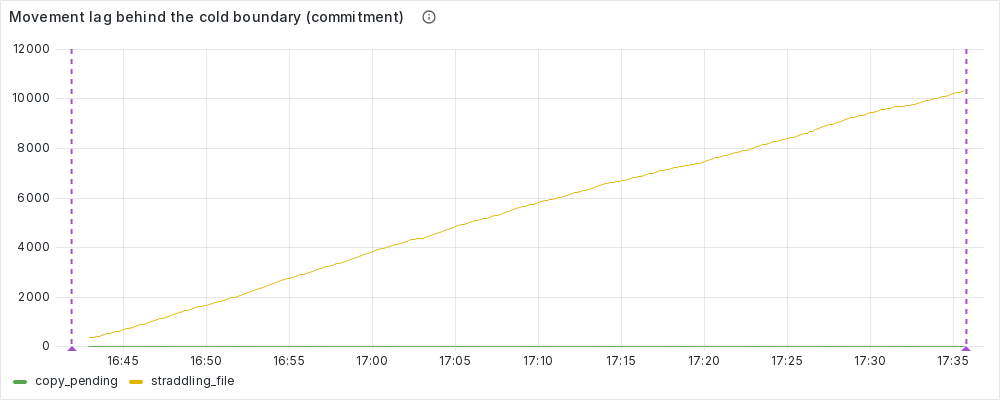 Movement lag behind the cold boundary (commitment)
12000
10000
8000
6000
4000
2000
0
16:45 16:50 16:55 17:00 17:05 17:10 17:15 17:20 17:25 17:30 17:35
copy_pending straddling_file